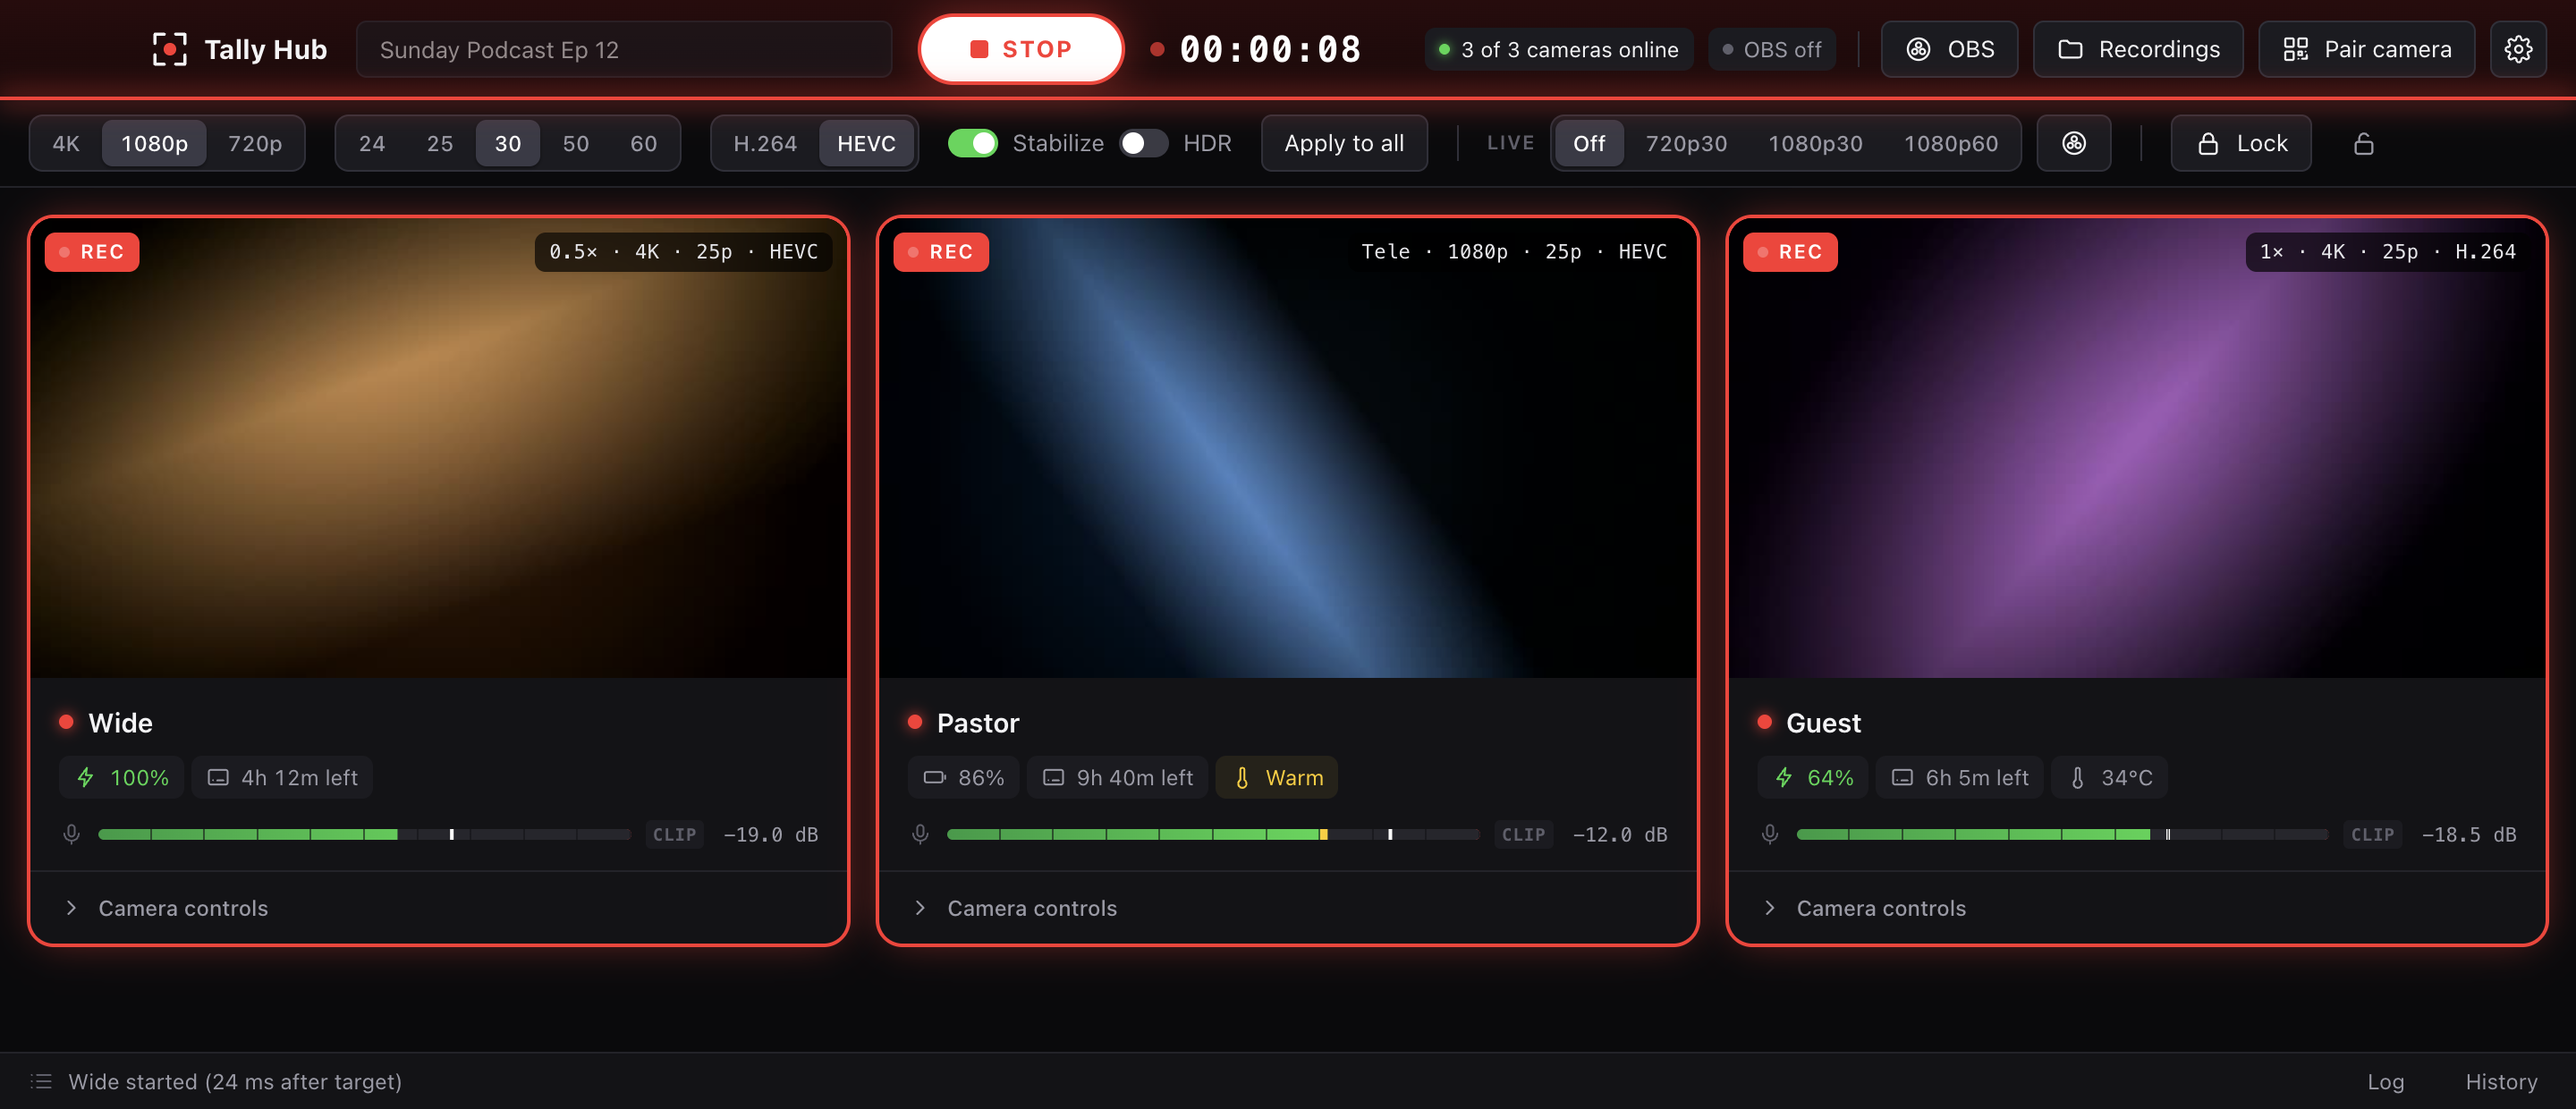 Tally Hub
Sunday Podcast Ep 12
STOP
00:00:08
3 of 3 cameras online
OBS off
OBS
Recordings
Pair camera
4K 1080p 720p
24 25 30 50 60
H.264 HEVC
Stabilize
HDR
Apply to all
LIVE
Off 720p30 1080p30 1080p60
Lock
REC
0.5× · 4K · 25p · HEVC
Wide
100%
4h 12m left
CLIP
−19.0 dB
Camera controls
REC
Tele · 1080p · 25p · HEVC
Pastor
86%
9h 40m left
Warm
CLIP
−12.0 dB
Camera controls
REC
1× · 4K · 25p · H.264
Guest
64%
6h 5m left
34°C
CLIP
−18.5 dB
Camera controls
Wide started (24 ms after target)
Log
History